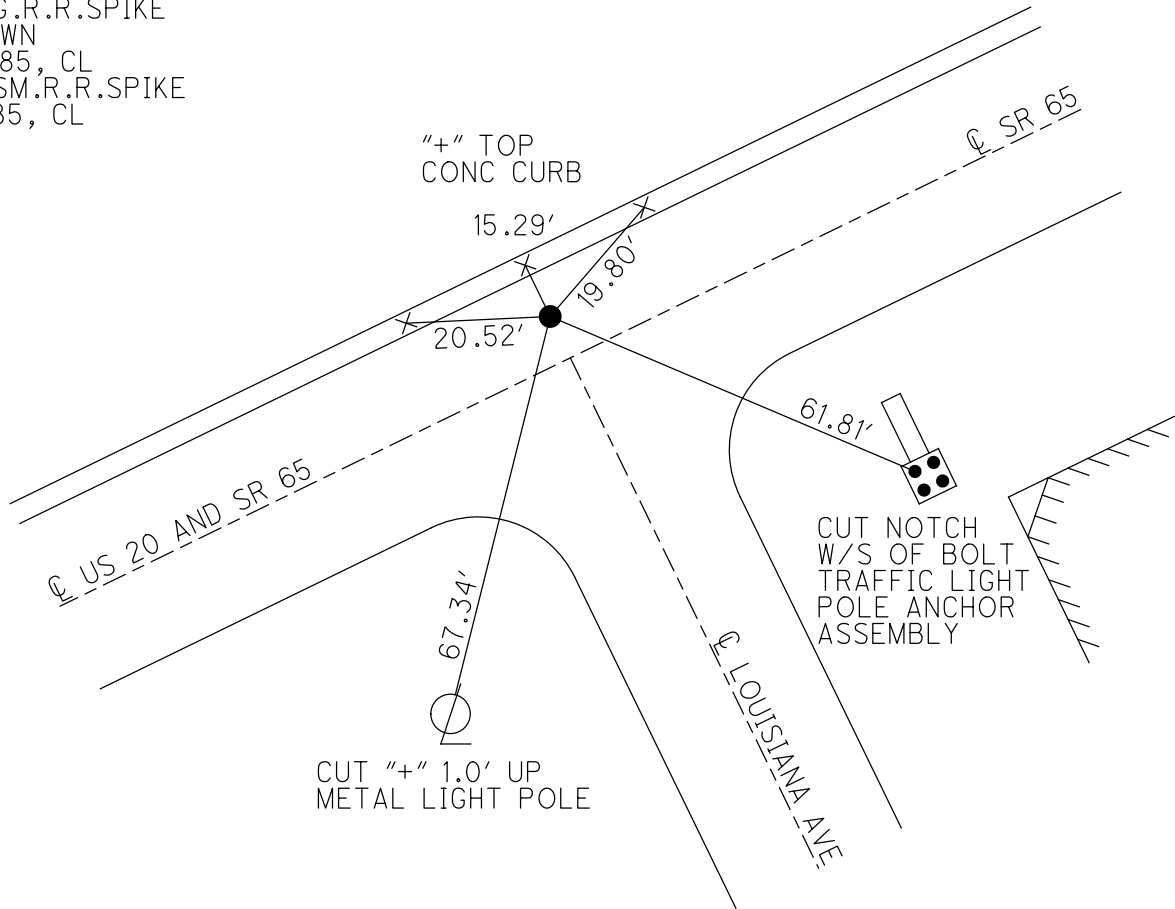 G.R.R.SPIKE
WN
85, CL
SM.R.R.SPIKE
85, CL
"+" TOP
CONC CURB
15.29'
19.80'
20.52'
℄ SR 65
61.81'
℄ US 20 AND SR 65
67.34'
CUT NOTCH
W/S OF BOLT
TRAFFIC LIGHT
POLE ANCHOR
ASSEMBLY
℄ LOUISIANA AVE
CUT "+" 1.0' UP
METAL LIGHT POLE